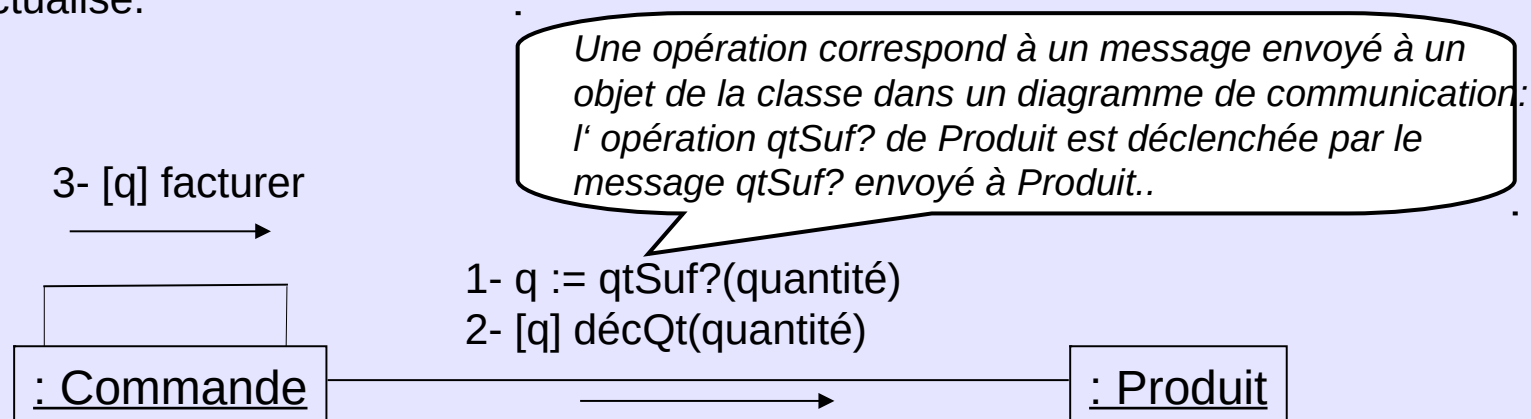 ctualisé.
Une opération correspond à un message envoyé à un
objet de la classe dans un diagramme de communication:
l‘ opération qtSuf? de Produit est déclenchée par le
message qtSuf? envoyé à Produit..
3- [q] facturer
1- q := qtSuf?(quantité)
2- [q] décQt(quantité)
: Commande
: Produit